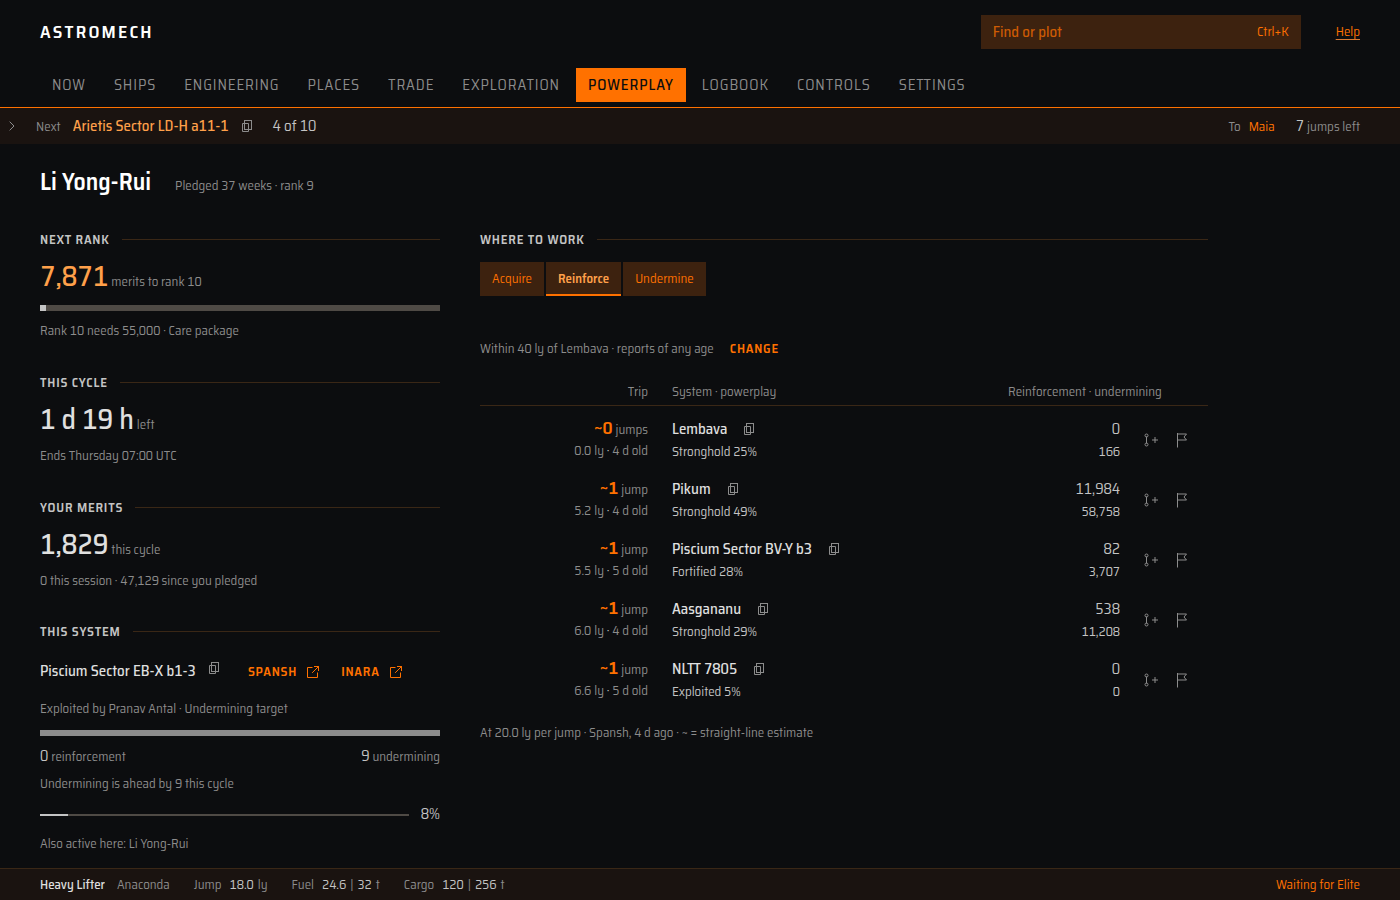 ASTROMECH
Find or plot Ctrl+K
Help
NOW SHIPS ENGINEERING PLACES TRADE EXPLORATION POWERPLAY LOGBOOK CONTROLS SETTINGS
Next Arietis Sector LD-H a11-1 4 of 10
To Maia 7 jumps left
Li Yong-Rui Pledged 37 weeks · rank 9
NEXT RANK
7,871 merits to rank 10
Rank 10 needs 55,000 · Care package
THIS CYCLE
1 d 19 h left
Ends Thursday 07:00 UTC
YOUR MERITS
1,829 this cycle
0 this session · 47,129 since you pledged
THIS SYSTEM
Piscium Sector EB-X b1-3 SPANSH INARA
Exploited by Pranav Antal · Undermining target
0 reinforcement 9 undermining
Undermining is ahead by 9 this cycle
8%
Also active here: Li Yong-Rui
WHERE TO WORK
Acquire Reinforce Undermine
Within 40 ly of Lembava · reports of any age CHANGE
Trip System · powerplay Reinforcement · undermining
~0 jumps Lembava 0
0.0 ly · 4 d old Stronghold 25% 166
~1 jump Pikum 11,984
5.2 ly · 4 d old Stronghold 49% 58,758
~1 jump Piscium Sector BV-Y b3 82
5.5 ly · 5 d old Fortified 28% 3,707
~1 jump Aasgananu 538
6.0 ly · 4 d old Stronghold 29% 11,208
~1 jump NLTT 7805 0
6.6 ly · 5 d old Exploited 5% 0
At 20.0 ly per jump · Spansh, 4 d ago · ~ = straight-line estimate
Heavy Lifter Anaconda Jump 18.0 ly Fuel 24.6 | 32 t Cargo 120 | 256 t
Waiting for Elite